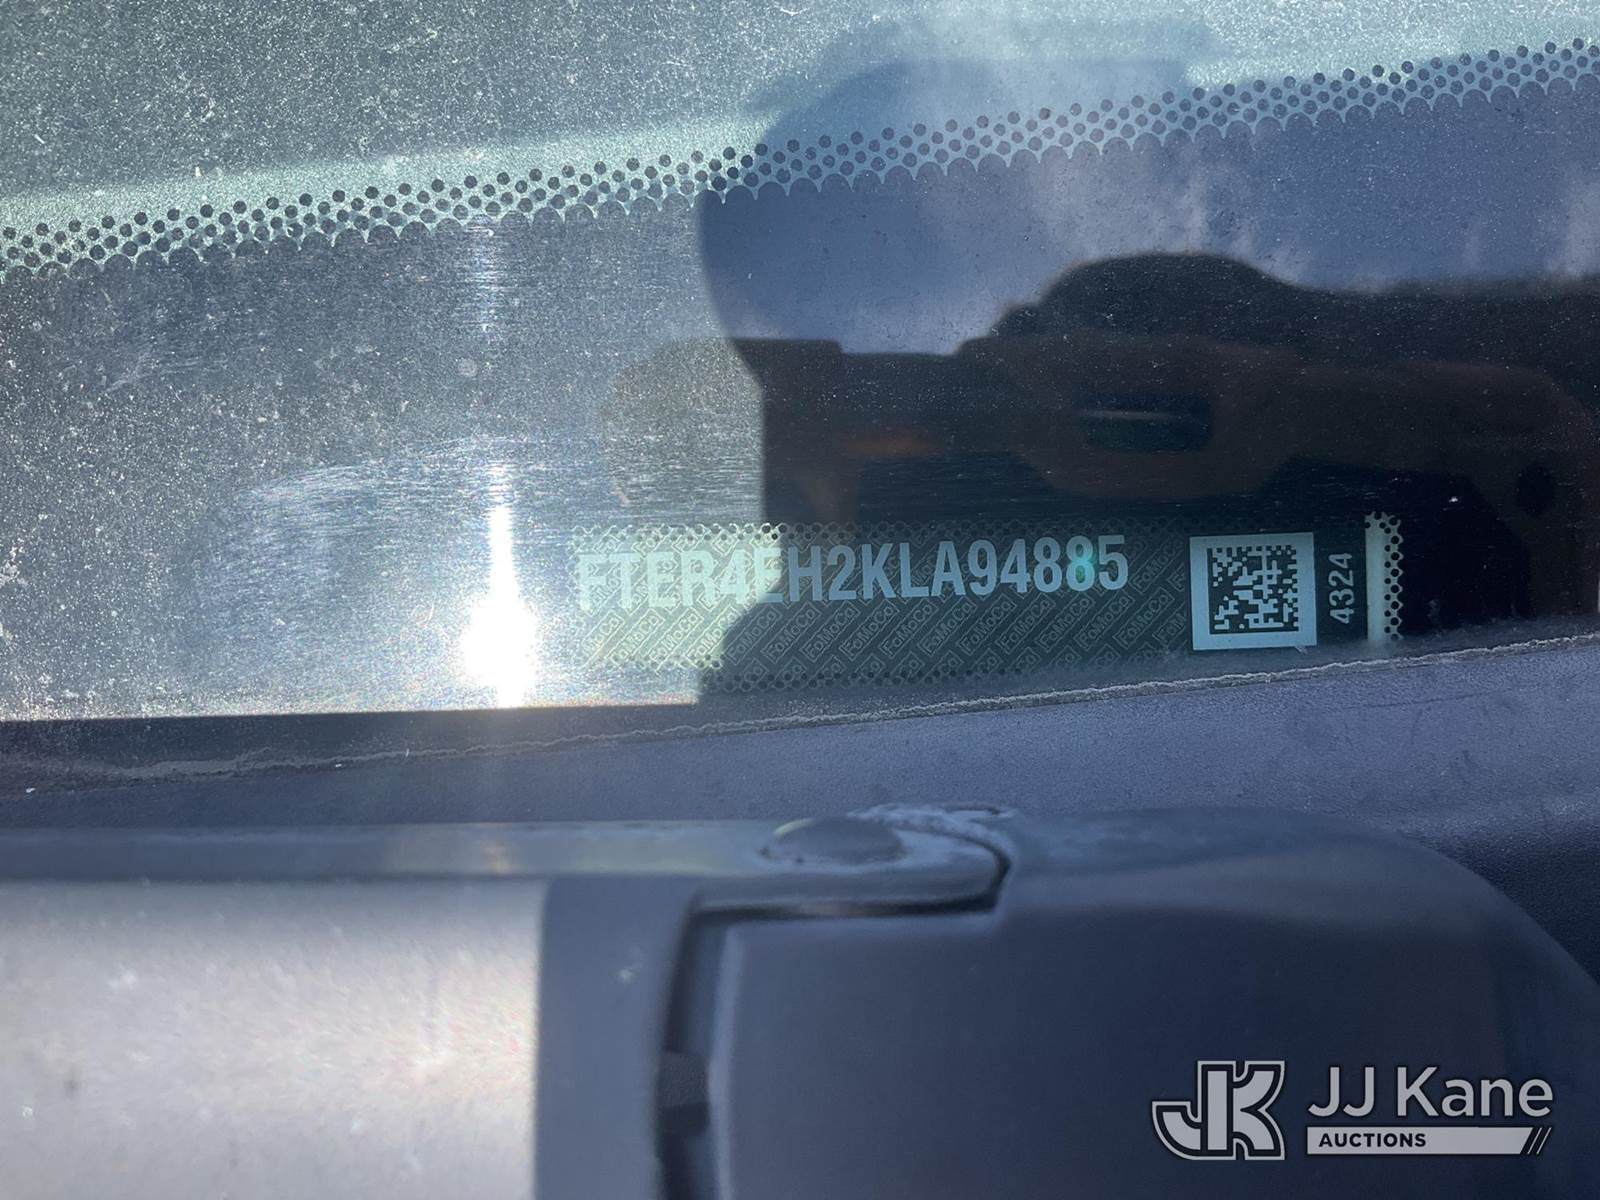 FTER4EH2KLA94885
4324
JJ Kane
AUCTIONS